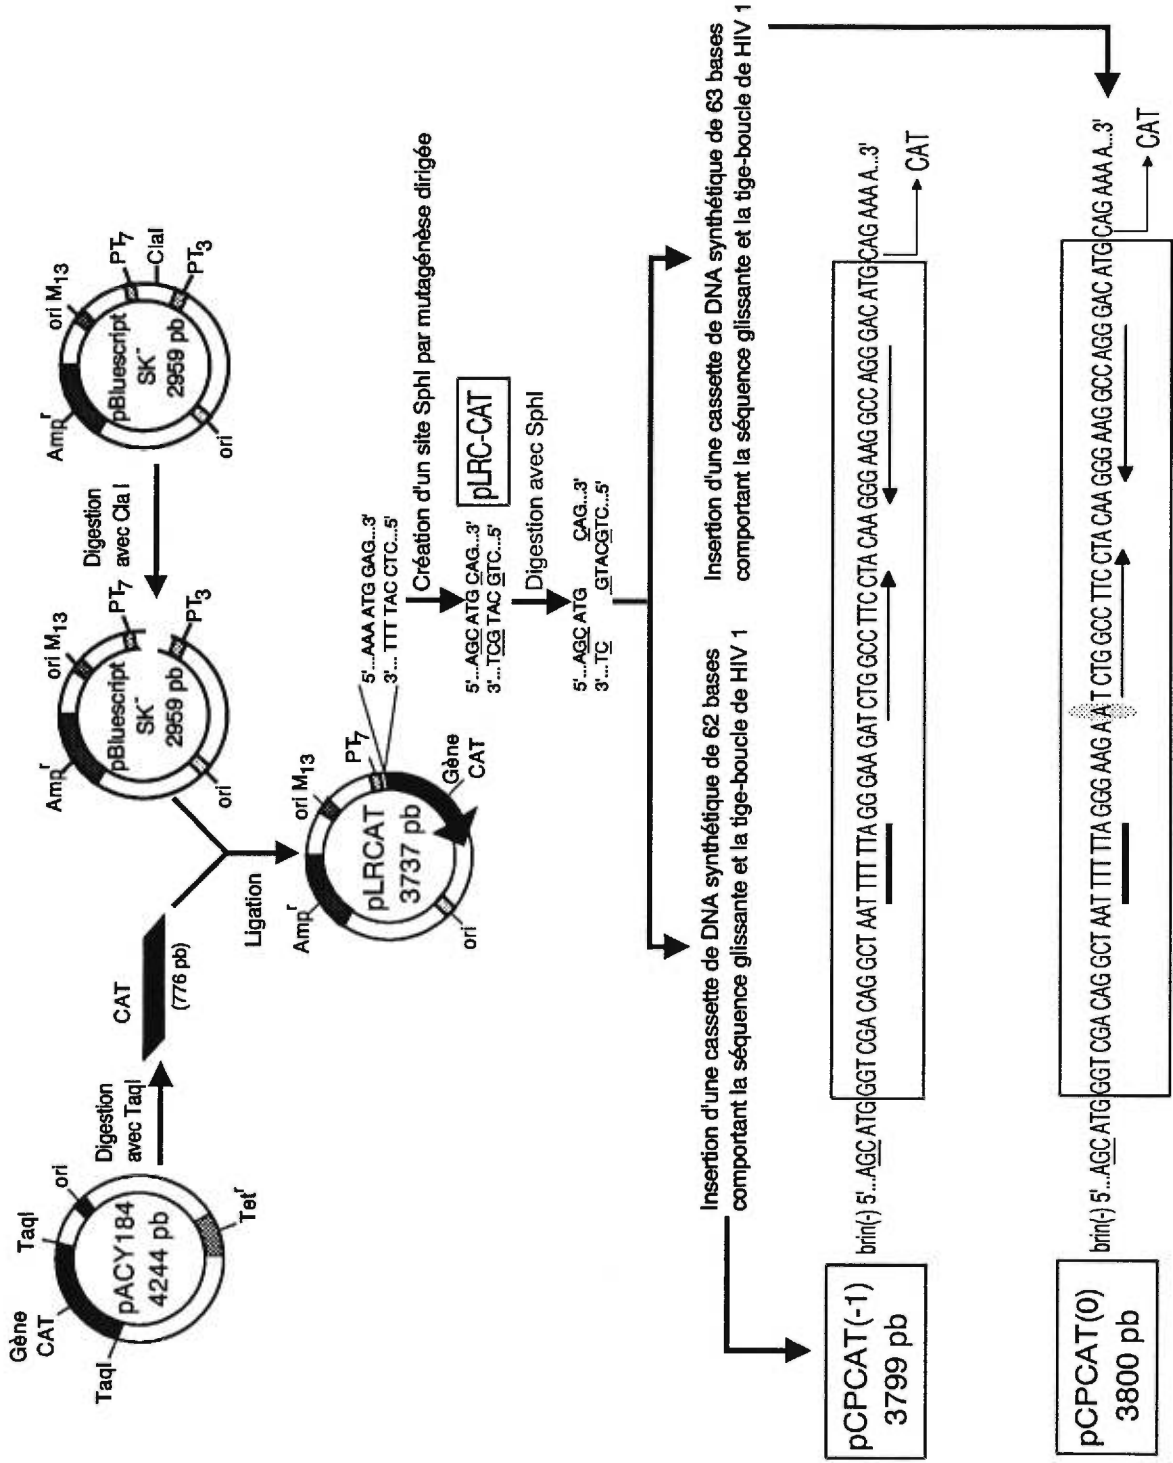 Gène
CAT
TaqI
ori
pACY184
4244 pb
TaqI
Tetʳ
Digestion
avec TaqI
CAT
(776 pb)
Ampʳ
ori M13
PT7
pBluescript
SK⁻
2959 pb
PT3
ori
Digestion
avec Cla I
Ampʳ
ori M13
PT7
ClaI
pBluescript
SK⁻
2959 pb
PT3
ori
Ligation
Ampʳ
ori M13
PT7
pLRCAT
3737 pb
Gène
CAT
ori
5'...AAA ATG GAG...3'
3'... TTT TAC CTC...5'
Création d'un site SphI par mutagénèse dirigée
5'...AGC ATG CAG...3'
3'...TCG TAC GTC...5'
pLRC-CAT
Digestion avec SphI
5'...AGC ATG CAG...3'
3'...TC GTACGTC...5'
Insertion d'une cassette de DNA synthétique de 62 bases
comportant la séquence glissante et la tige-boucle de HIV 1
Insertion d'une cassette de DNA synthétique de 63 bases
comportant la séquence glissante et la tige-boucle de HIV 1
pCPCAT(-1)
3799 pb
brin(-) 5'...AGC ATG GGT CGA CAG GCT AAT TTT TTA GG GAA GAT CTG GCC TTC CTA CAA GGG AAG GCC AGG GAC ATG CAG AAA A...3'
CAT
pCPCAT(0)
3800 pb
brin(-) 5'...AGC ATG GGT CGA CAG GCT AAT TTT TTA GGG AAG A A T CTG GCC TTC CTA CAA GGG AAG GCC AGG GAC ATG CAG AAA A...3'
CAT